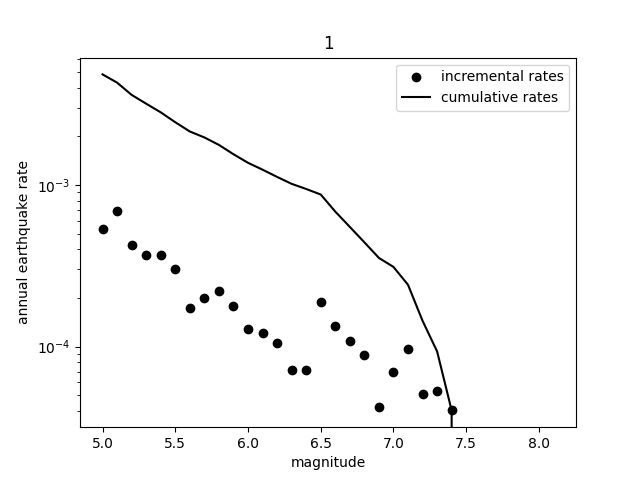 1
incremental rates
cumulative rates
10⁻³
10⁻⁴
annual earthquake rate
5.0 5.5 6.0 6.5 7.0 7.5 8.0
magnitude